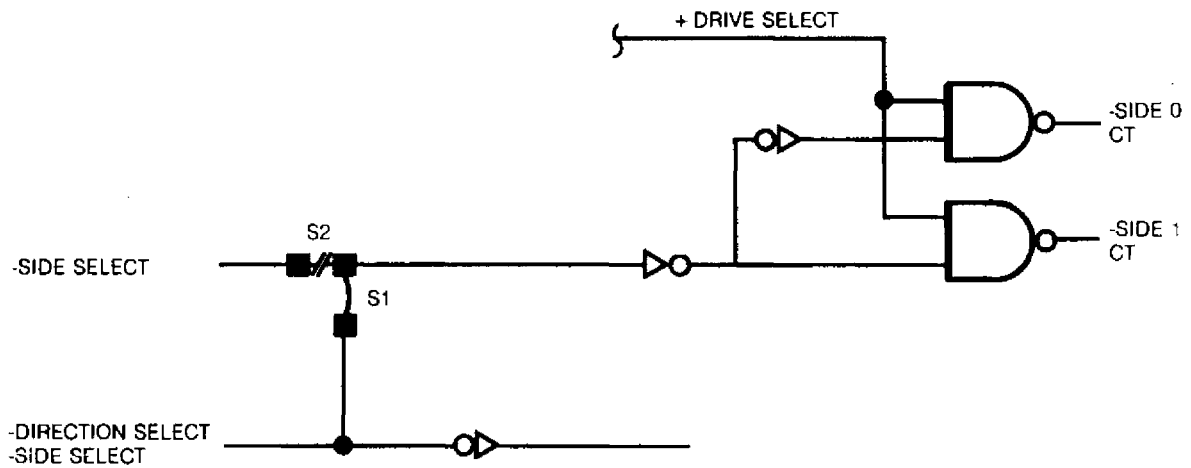 + DRIVE SELECT
-SIDE 0
CT
-SIDE 1
CT
S2
-SIDE SELECT
S1
-DIRECTION SELECT
-SIDE SELECT